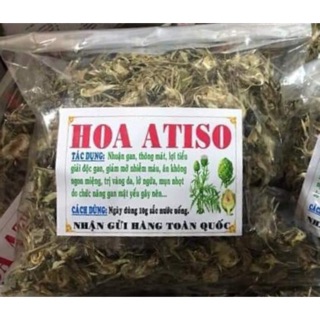 HOA ATISO
TÁC DỤNG: Nhuận gan, thông mát, lợi tiểu
giải độc gan, giảm mỡ nhiễm máu, ăn không
ngon miệng, trị vàng da, lở ngứa, mụn nhọt
do chức năng gan mật yếu gây nên...
CÁCH DÙNG: Ngày dùng 10g sắc nước uống.
NHẬN GỬI HÀNG TOÀN QUỐC